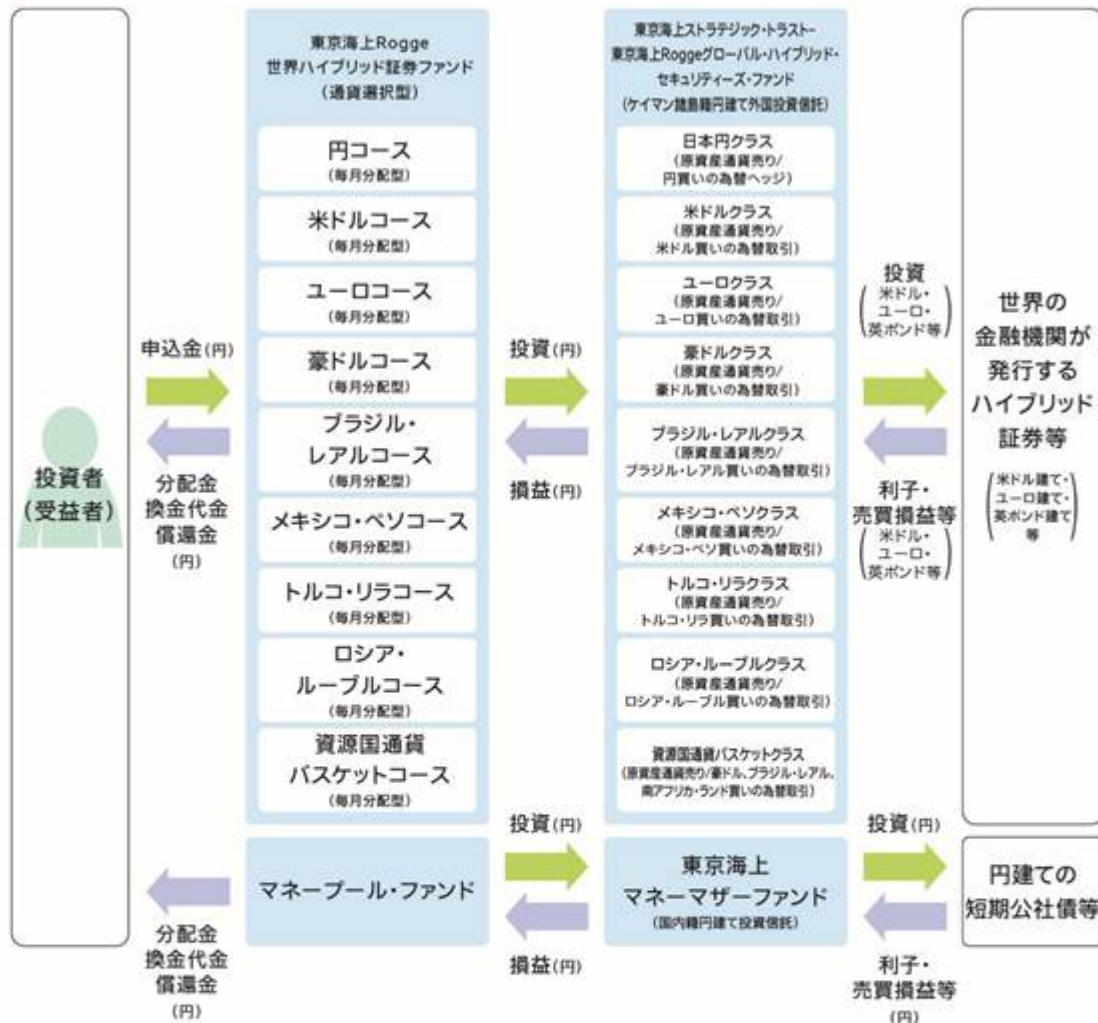 投資者
(受益者)
申込金(円)
分配金
換金代金
償還金
(円)
分配金
換金代金
償還金
(円)
東京海上Rogge
世界ハイブリッド証券ファンド
(通貨選択型)
円コース
(毎月分配型)
米ドルコース
(毎月分配型)
ユーロコース
(毎月分配型)
豪ドルコース
(毎月分配型)
ブラジル・
レアルコース
(毎月分配型)
メキシコ・ペソコース
(毎月分配型)
トルコ・リラコース
(毎月分配型)
ロシア・
ルーブルコース
(毎月分配型)
資源国通貨
バスケットコース
(毎月分配型)
マネープール・ファンド
投資(円)
損益(円)
投資(円)
損益(円)
東京海上ストラテジック・トラスト-
東京海上Roggeグローバル・ハイブリッド・
セキュリティーズ・ファンド
(ケイマン諸島籍円建て外国投資信託)
日本円クラス
(原資産通貨売り/
円買いの為替ヘッジ)
米ドルクラス
(原資産通貨売り/
米ドル買いの為替取引)
ユーロクラス
(原資産通貨売り/
ユーロ買いの為替取引)
豪ドルクラス
(原資産通貨売り/
豪ドル買いの為替取引)
ブラジル・レアルクラス
(原資産通貨売り/
ブラジル・レアル買いの為替取引)
メキシコ・ペソクラス
(原資産通貨売り/
メキシコ・ペソ買いの為替取引)
トルコ・リラクラス
(原資産通貨売り/
トルコ・リラ買いの為替取引)
ロシア・ルーブルクラス
(原資産通貨売り/
ロシア・ルーブル買いの為替取引)
資源国通貨バスケットクラス
(原資産通貨売り/豪ドル、ブラジル・レアル、
南アフリカ・ランド買いの為替取引)
東京海上
マネーマザーファンド
(国内籍円建て投資信託)
投資
(米ドル・
ユーロ・
英ポンド等)
利子・
売買損益等
(米ドル・
ユーロ・
英ポンド等)
投資(円)
利子・
売買損益等
(円)
世界の
金融機関が
発行する
ハイブリッド
証券等
(米ドル建て・
ユーロ建て・
英ポンド建て
等)
円建ての
短期公社債等